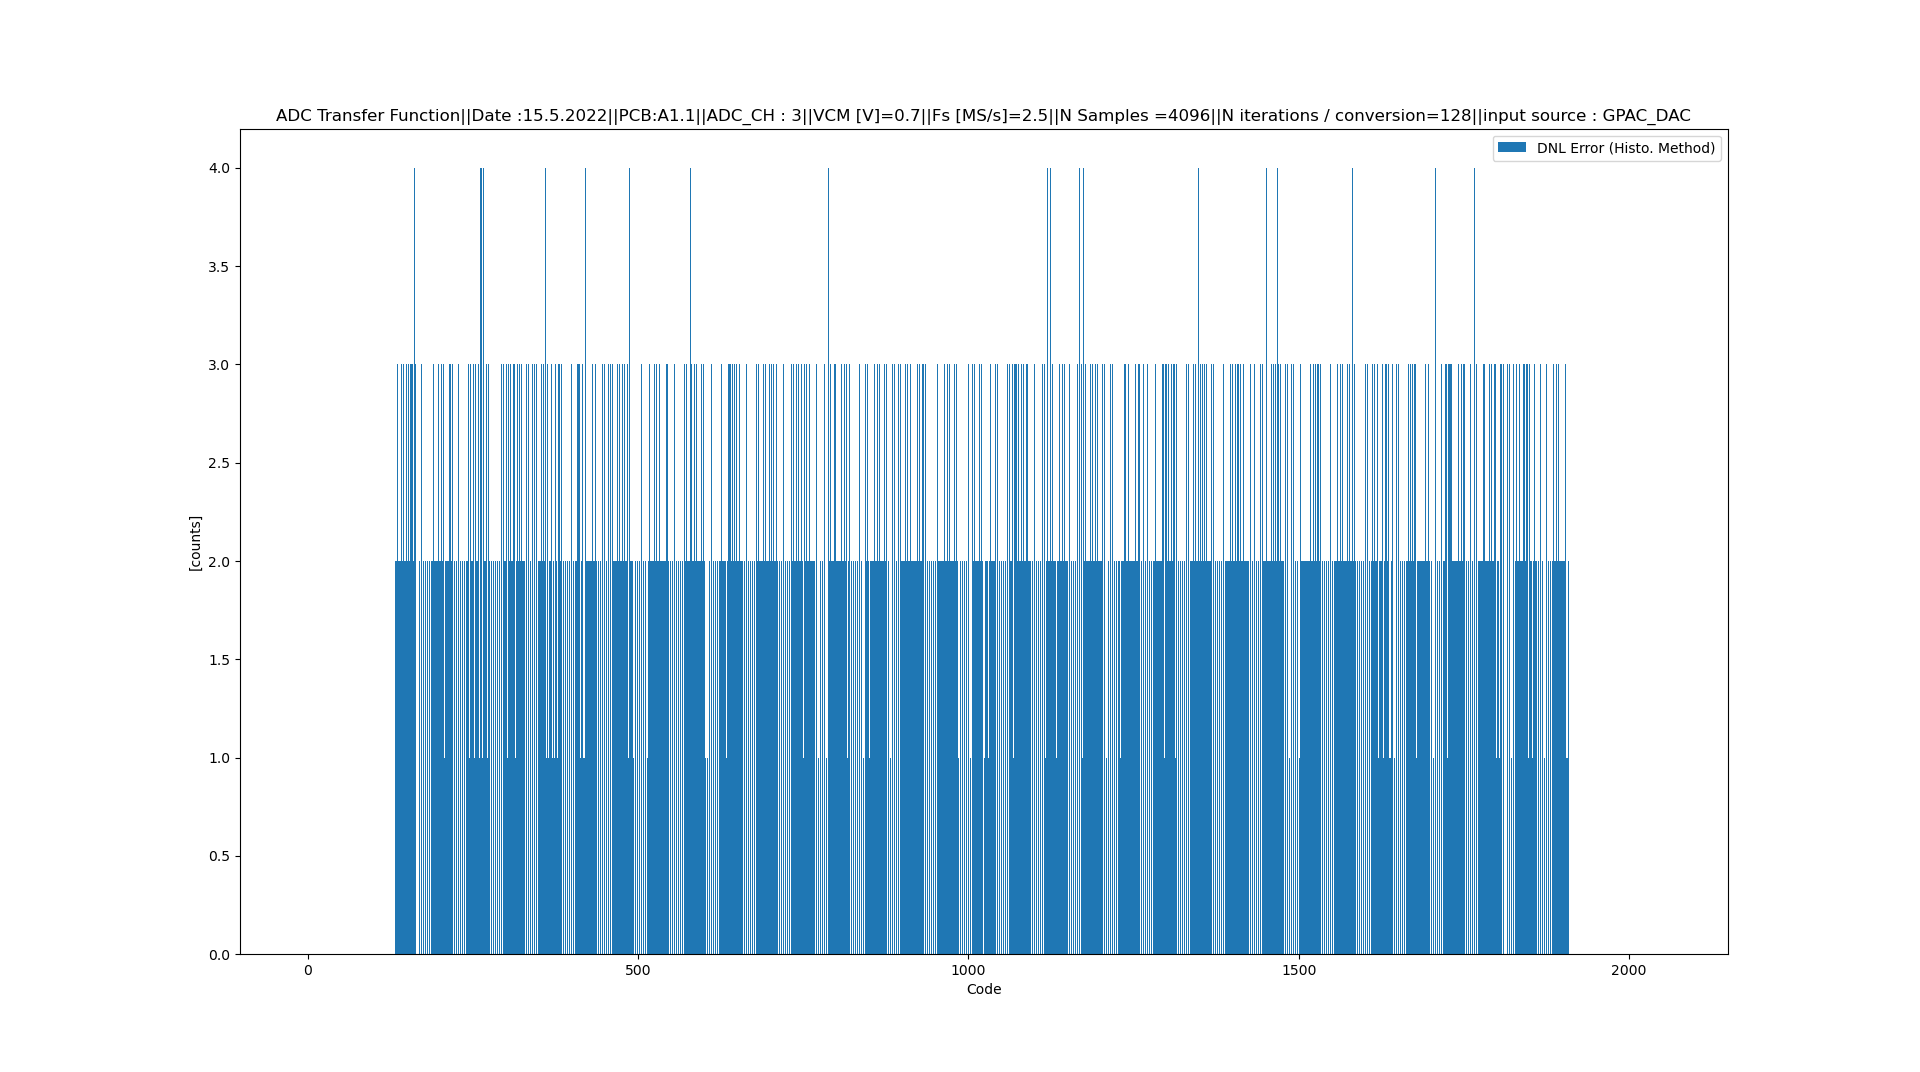 ADC Transfer Function||Date :15.5.2022||PCB:A1.1||ADC_CH : 3||VCM [V]=0.7||Fs [MS/s]=2.5||N Samples =4096||N iterations / conversion=128||input source : GPAC_DAC
DNL Error (Histo. Method)
4.0
3.5
3.0
2.5
2.0
1.5
1.0
0.5
0.0
[counts]
0 500 1000 1500 2000
Code